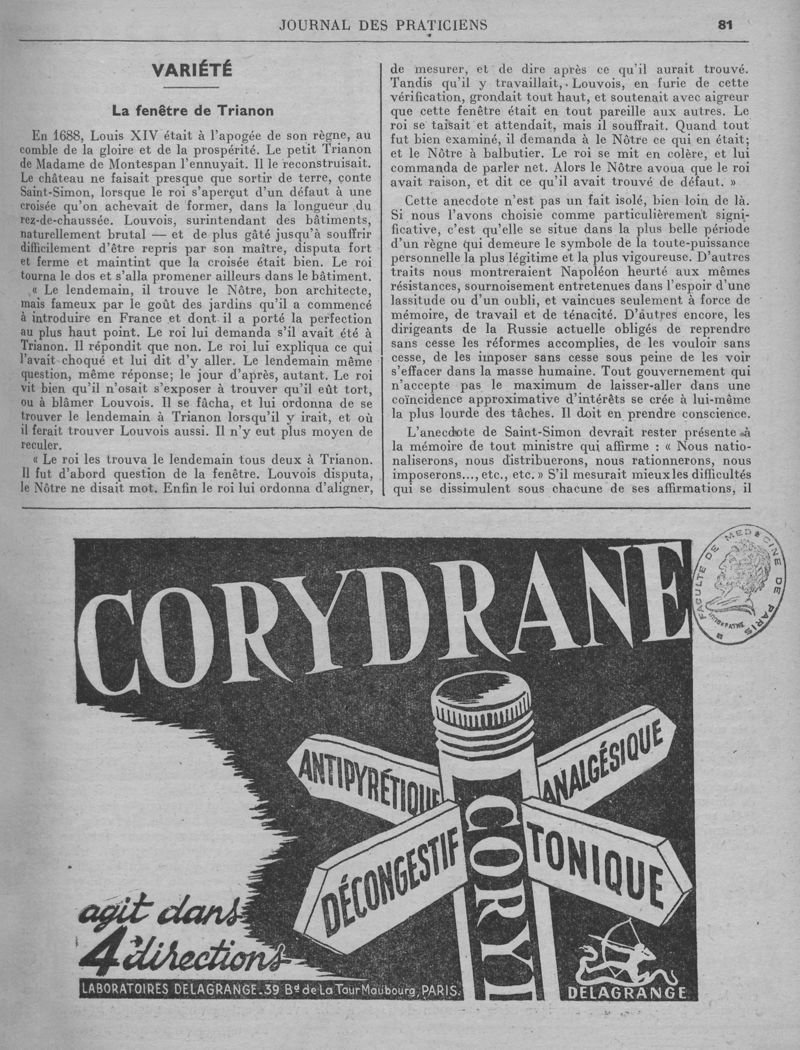 JOURNAL DES PRATICIENS 81
VARIÉTÉ
La fenêtre de Trianon
En 1688, Louis XIV était à l'apogée de son règne, au
comble de la gloire et de la prospérité. Le petit Trianon
de Madame de Montespan l'ennuyait. Il le reconstruisait.
Le château ne faisait presque que sortir de terre, conte
Saint-Simon, lorsque le roi s'aperçut d'un défaut à une
croisée qu'on achevait de former, dans la longueur du
rez-de-chaussée. Louvois, surintendant des bâtiments,
naturellement brutal — et de plus gâté jusqu'à souffrir
difficilement d'être repris par son maître, disputa fort
et ferme et maintint que la croisée était bien. Le roi
tourna le dos et s'alla promener ailleurs dans le bâtiment.
« Le lendemain, il trouve le Nôtre, bon architecte,
mais fameux par le goût des jardins qu'il a commencé
à introduire en France et dont il a porté la perfection
au plus haut point. Le roi lui demanda s'il avait été à
Trianon. Il répondit que non. Le roi lui expliqua ce qui
l'avait choqué et lui dit d'y aller. Le lendemain même
question, même réponse; le jour d'après, autant. Le roi
vit bien qu'il n'osait s'exposer à trouver qu'il eût tort,
ou à blâmer Louvois. Il se fâcha, et lui ordonna de se
trouver le lendemain à Trianon lorsqu'il y irait, et où
il ferait trouver Louvois aussi. Il n'y eut plus moyen de
reculer.
« Le roi les trouva le lendemain tous deux à Trianon.
Il fut d'abord question de la fenêtre. Louvois disputa,
le Nôtre ne disait mot. Enfin le roi lui ordonna d'aligner,
de mesurer, et de dire après ce qu'il aurait trouvé.
Tandis qu'il y travaillait, Louvois, en furie de cette
vérification, grondait tout haut, et soutenait avec aigreur
que cette fenêtre était en tout pareille aux autres. Le
roi se taisait et attendait, mais il souffrait. Quand tout
fut bien examiné, il demanda à le Nôtre ce qui en était;
et le Nôtre à balbutier. Le roi se mit en colère, et lui
commanda de parler net. Alors le Nôtre avoua que le roi
avait raison, et dit ce qu'il avait trouvé de défaut. »
Cette anecdote n'est pas un fait isolé, bien loin de là.
Si nous l'avons choisie comme particulièrement signi-
ficative, c'est qu'elle se situe dans la plus belle période
d'un règne qui demeure le symbole de la toute-puissance
personnelle la plus légitime et la plus vigoureuse. D'autres
traits nous montreraient Napoléon heurté aux mêmes
résistances, sournoisement entretenues dans l'espoir d'une
lassitude ou d'un oubli, et vaincues seulement à force de
mémoire, de travail et de ténacité. D'autres encore, les
dirigeants de la Russie actuelle obligés de reprendre
sans cesse les réformes accomplies, de les vouloir sans
cesse, de les imposer sans cesse sous peine de les voir
s'effacer dans la masse humaine. Tout gouvernement qui
n'accepte pas le maximum de laisser-aller dans une
coïncidence approximative d'intérêts se crée à lui-même
la plus lourde des tâches. Il doit en prendre conscience.
L'anecdote de Saint-Simon devrait rester présente à
la mémoire de tout ministre qui affirme : « Nous natio-
naliserons, nous distribuerons, nous rationnerons, nous
imposerons..., etc., etc. » S'il mesurait mieux les difficultés
qui se dissimulent sous chacune de ses affirmations, il
CORYDRANE
FACULTE DE MEDECINE DE PARIS
ANTIPYRÉTIQUE
ANALGÉSIQUE
DÉCONGESTIF
TONIQUE
CORYD
agit dans
4 directions
LABORATOIRES DELAGRANGE.39 Bd de La Tour Maubourg, PARIS.
DELAGRANGE